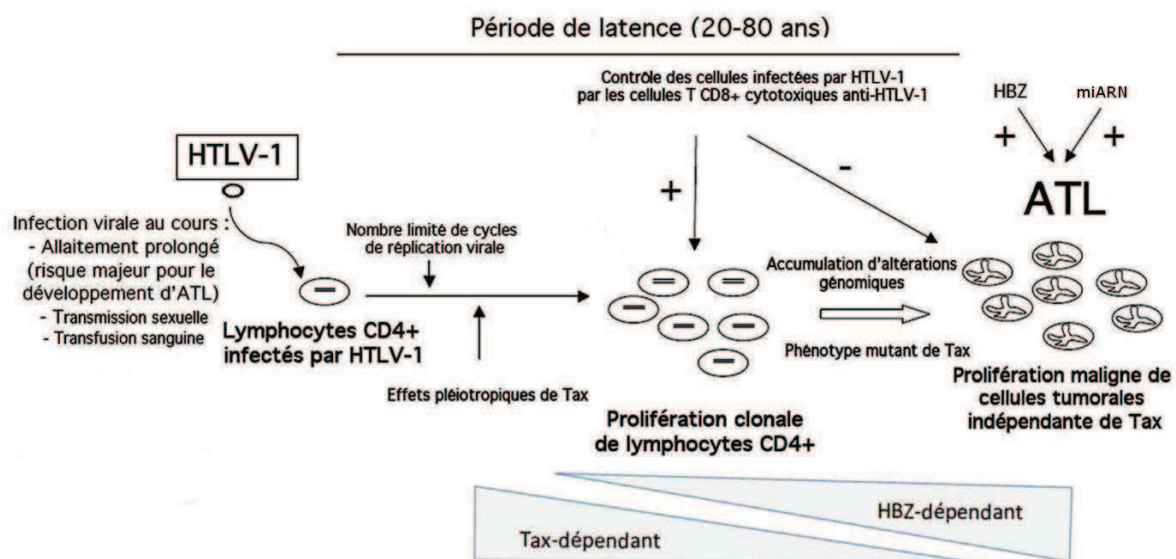 Période de latence (20-80 ans)
Contrôle des cellules infectées par HTLV-1
par les cellules T CD8+ cytotoxiques anti-HTLV-1
HBZ
miARN
+
+
HTLV-1
ATL
+
-
Infection virale au cours :
- Allaitement prolongé
(risque majeur pour le
développement d'ATL)
- Transmission sexuelle
- Transfusion sanguine
Nombre limité de cycles
de réplication virale
Lymphocytes CD4+
infectés par HTLV-1
Effets pléiotropiques de Tax
Accumulation d'altérations
génomiques
Phénotype mutant de Tax
Prolifération clonale
de lymphocytes CD4+
Prolifération maligne de
cellules tumorales
indépendante de Tax
HBZ-dépendant
Tax-dépendant